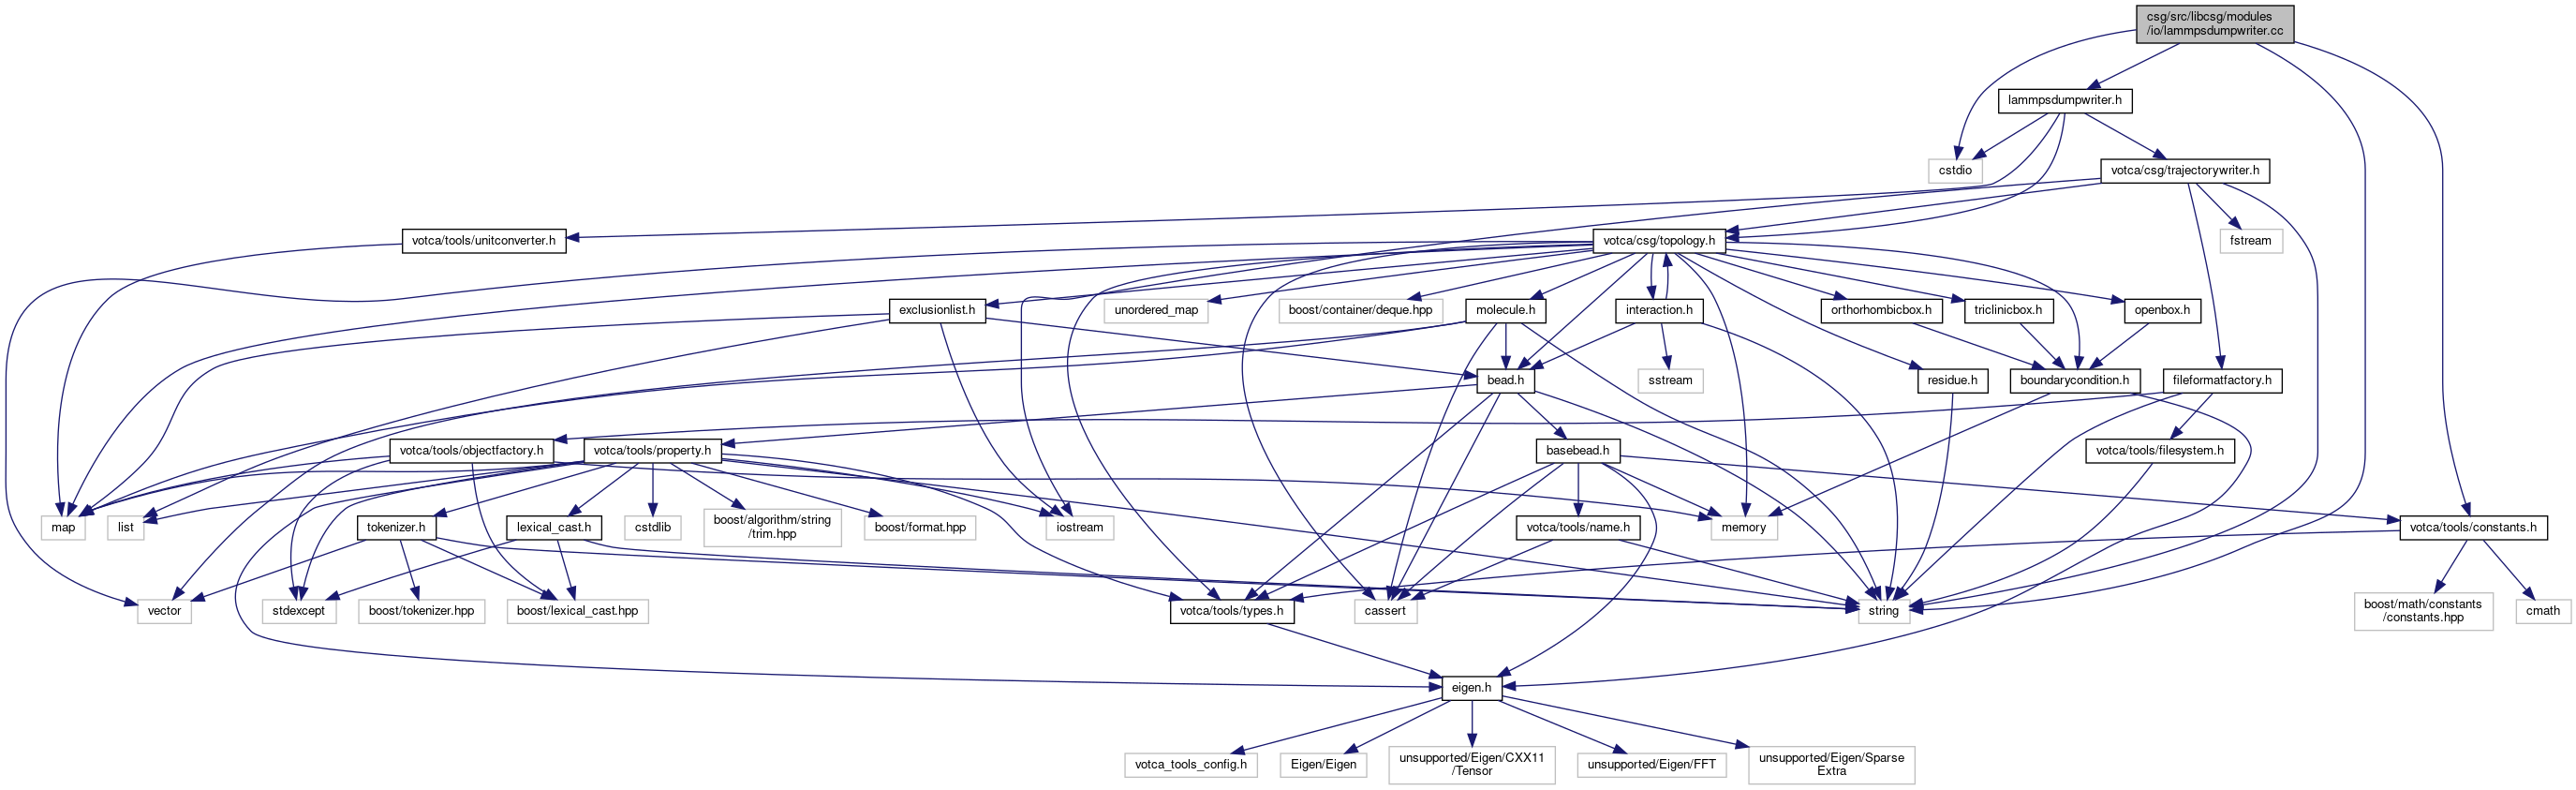 csg/src/libcsg/modules
/io/lammpsdumpwriter.cc
lammpsdumpwriter.h
cstdio
votca/csg/trajectorywriter.h
votca/tools/unitconverter.h
votca/csg/topology.h
fstream
exclusionlist.h
unordered_map
boost/container/deque.hpp
molecule.h
interaction.h
orthorhombicbox.h
triclinicbox.h
openbox.h
bead.h
sstream
residue.h
boundarycondition.h
fileformatfactory.h
votca/tools/objectfactory.h
votca/tools/property.h
basebead.h
votca/tools/filesystem.h
map
list
tokenizer.h
lexical_cast.h
cstdlib
boost/algorithm/string
/trim.hpp
boost/format.hpp
iostream
votca/tools/name.h
memory
votca/tools/constants.h
vector
stdexcept
boost/tokenizer.hpp
boost/lexical_cast.hpp
votca/tools/types.h
cassert
string
boost/math/constants
/constants.hpp
cmath
eigen.h
votca_tools_config.h
Eigen/Eigen
unsupported/Eigen/CXX11
/Tensor
unsupported/Eigen/FFT
unsupported/Eigen/Sparse
Extra